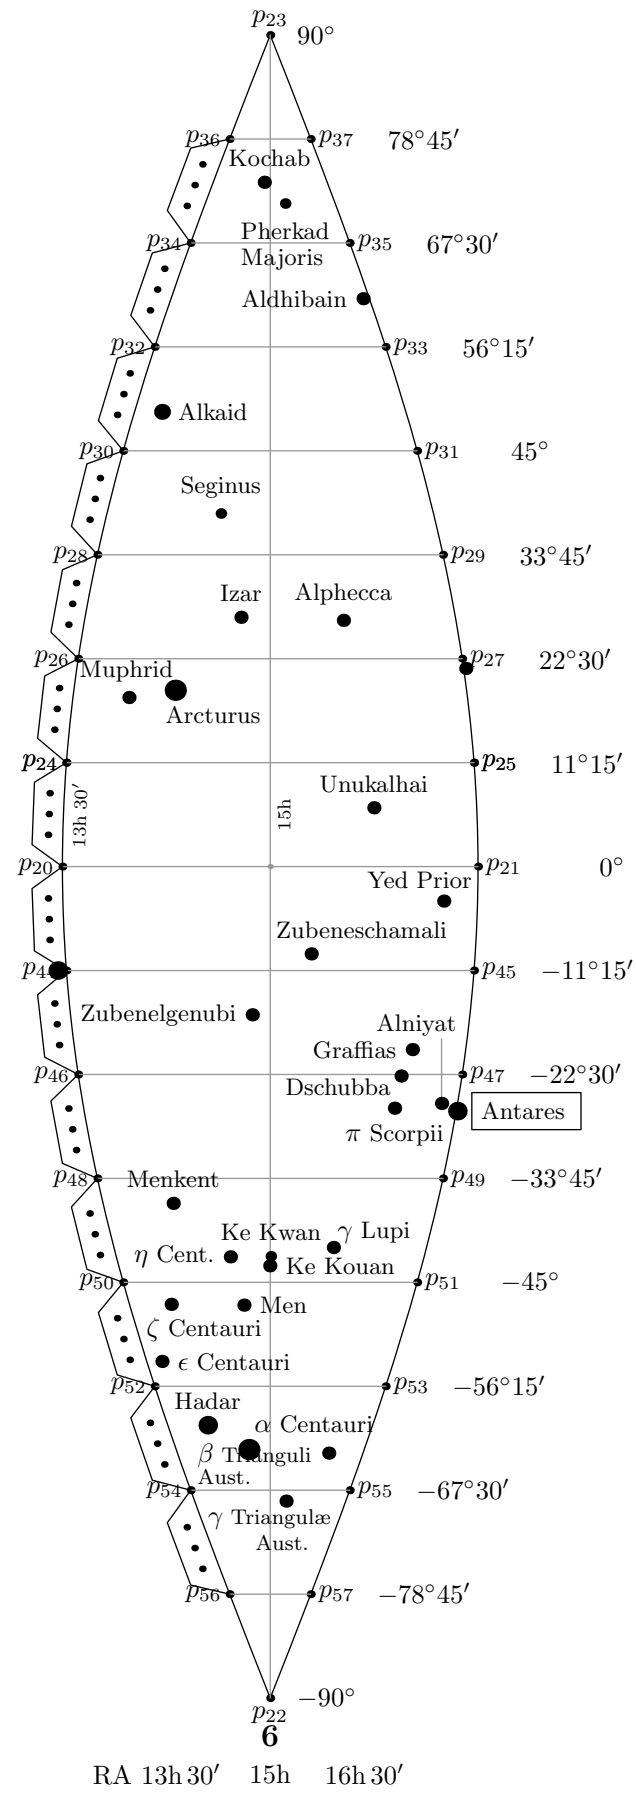 p23
90°
p36 p37 78°45′
Kochab
Pherkad
Majoris
p34 p35 67°30′
Aldhibain
p32 p33 56°15′
Alkaid
p30 p31 45°
Seginus
p28 p29 33°45′
Izar Alphecca
p26 p27 22°30′
Muphrid
Arcturus
p24 p25 11°15′
13h 30′
15h
Unukalhai
p20 p21 0°
Yed Prior
Zubeneschamali
p44 p45 −11°15′
Zubenelgenubi
Alniyat
Graffias
p46 p47 −22°30′
Dschubba
Antares
π Scorpii
p48 p49 −33°45′
Menkent
Ke Kwan γ Lupi
η Cent.
Ke Kouan
p50 p51 −45°
Men
ζ Centauri
ϵ Centauri
p52 p53 −56°15′
Hadar
α Centauri
β Trianguli
Aust.
p54 p55 −67°30′
γ Triangulæ
Aust.
p56 p57 −78°45′
−90°
p22
6
RA 13h 30′ 15h 16h 30′